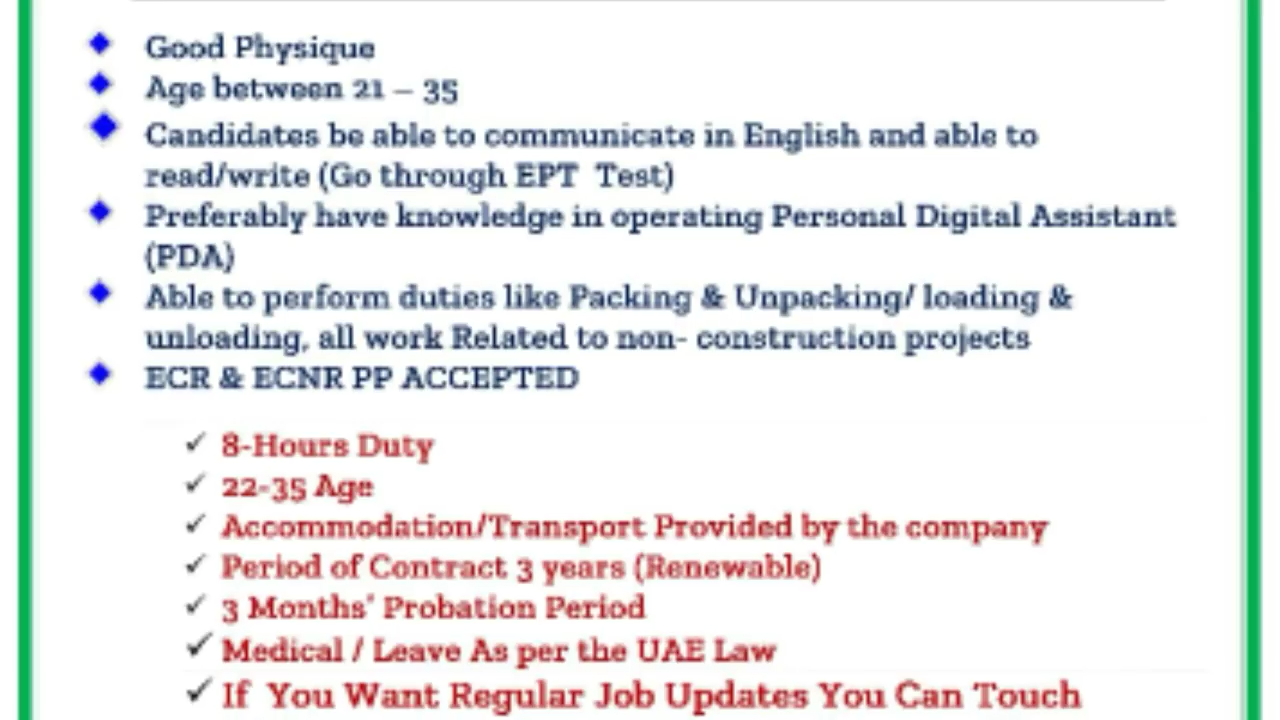 Good Physique
Age between 21 – 35
Candidates be able to communicate in English and able to
read/write (Go through EPT Test)
Preferably have knowledge in operating Personal Digital Assistant
(PDA)
Able to perform duties like Packing & Unpacking/ loading &
unloading, all work Related to non- construction projects
ECR & ECNR PP ACCEPTED
8-Hours Duty
22-35 Age
Accommodation/Transport Provided by the company
Period of Contract 3 years (Renewable)
3 Months' Probation Period
Medical / Leave As per the UAE Law
If You Want Regular Job Updates You Can Touch